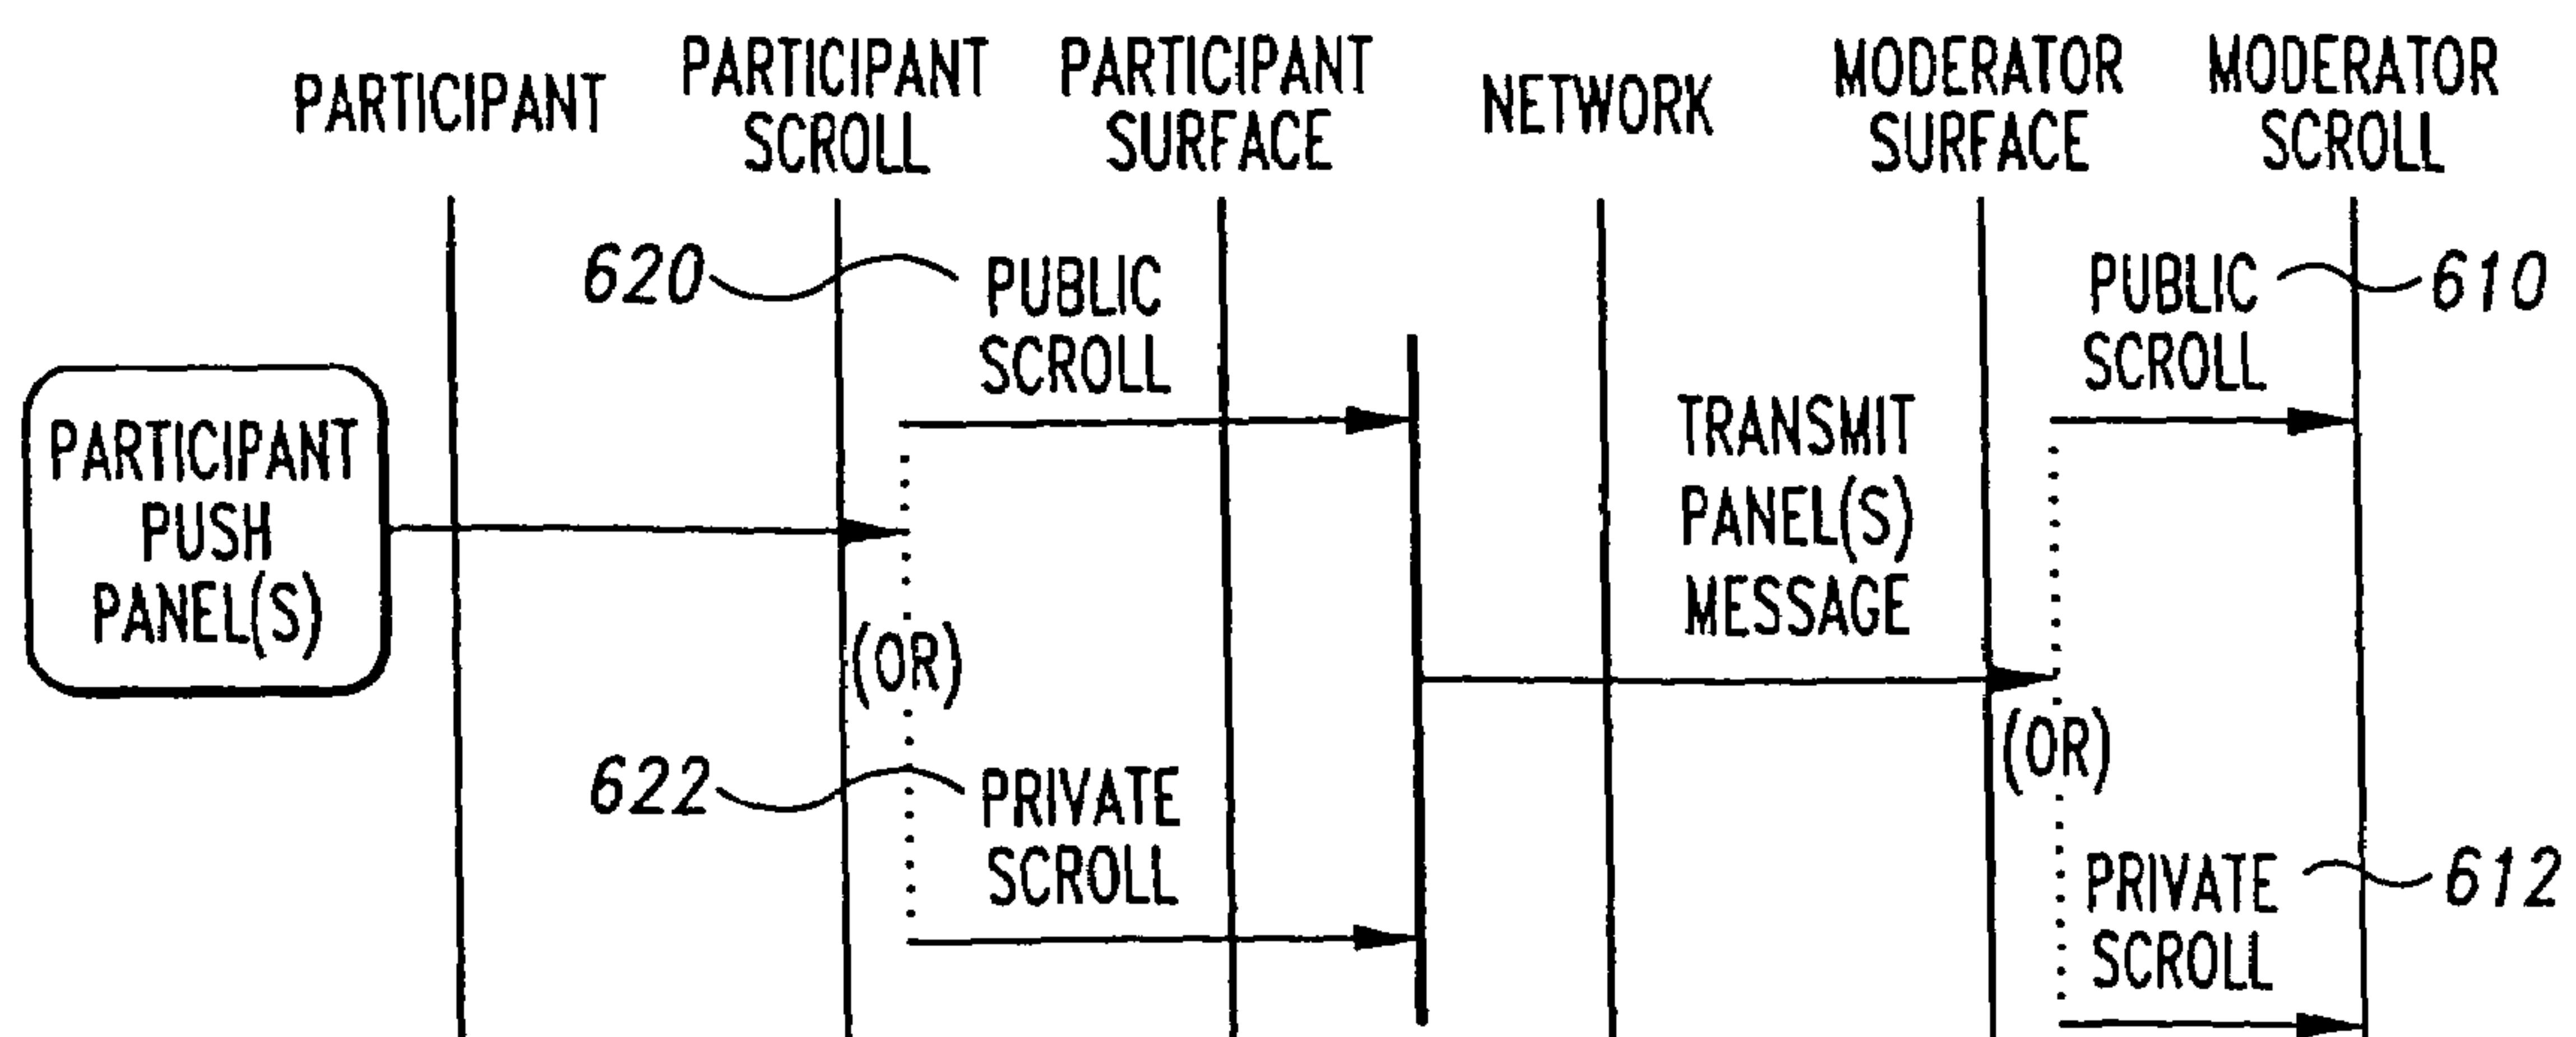 PARTICIPANT
PARTICIPANT
SCROLL
PARTICIPANT
SURFACE
NETWORK
MODERATOR
SURFACE
MODERATOR
SCROLL
620
PUBLIC
SCROLL
PUBLIC
SCROLL
610
PARTICIPANT
PUSH
PANEL(S)
TRANSMIT
PANEL(S)
MESSAGE
(OR)
(OR)
622
PRIVATE
SCROLL
PRIVATE
SCROLL
612